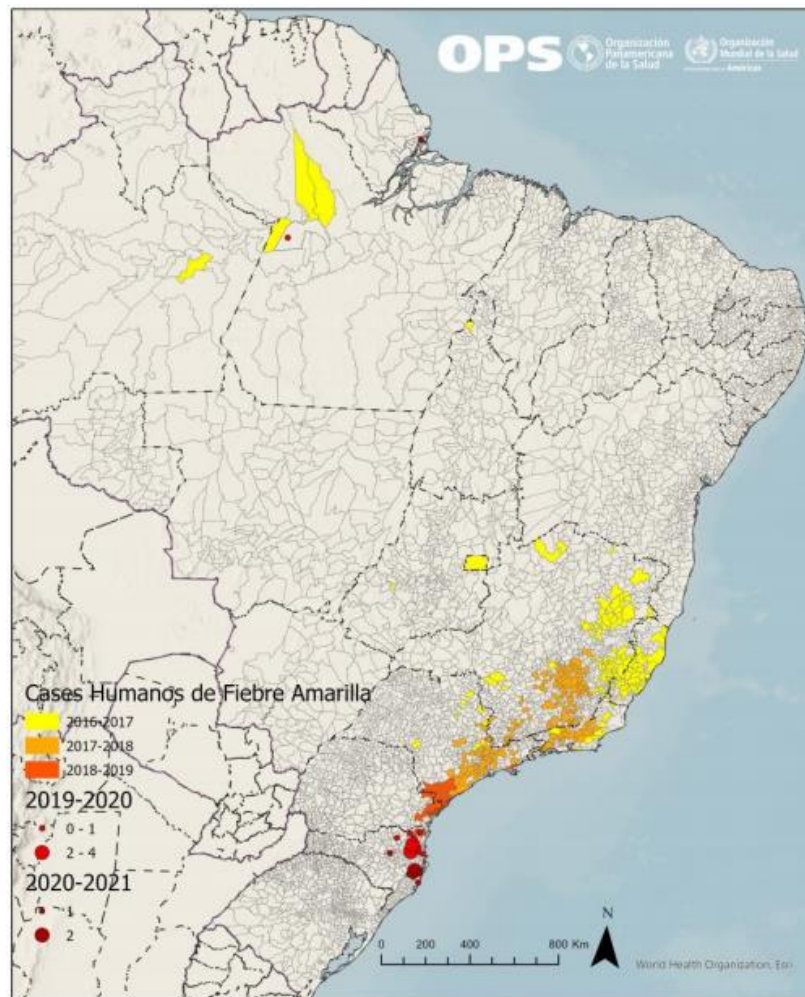 OPS
Organización
Panamericana
de la Salud
Organización
Mundial de la Salud
Américas
Cases Humanos de Fiebre Amarilla
2016-2017
2017-2018
2018-2019
2019-2020
0 - 1
2 - 4
2020-2021
1
2
0 200 400 800 Km
N
World Health Organization, Esri